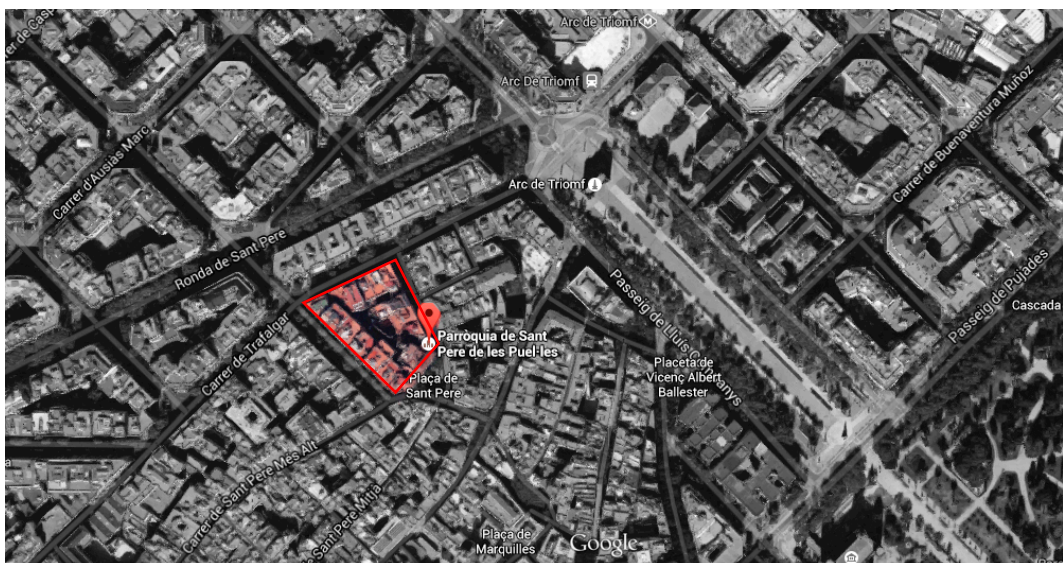 Arc de Triomf
Carrer de Casp
Arc De Triomf
Carrer de Buenaventura Muñoz
Carrer d'Ausiàs Marc
Arc de Triomf
Ronda de Sant Pere
Passeig de Pujades
Passeig de Lluís Companys
Cascada
Carrer de Trafalgar
Parròquia de Sant
Pere de les Puel·les
Placeta de
Vicenç Albert
Ballester
Plaça de
Sant Pere
Carrer de Sant Pere Més Alt
Sant Pere Mitjà
Plaça de
Marquilles
Google